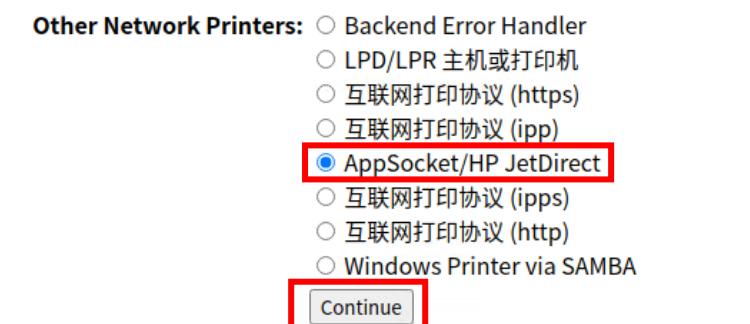 Other Network Printers: Backend Error Handler
LPD/LPR 主机或打印机
互联网打印协议 (https)
互联网打印协议 (ipp)
AppSocket/HP JetDirect
互联网打印协议 (ipps)
互联网打印协议 (http)
Windows Printer via SAMBA
Continue